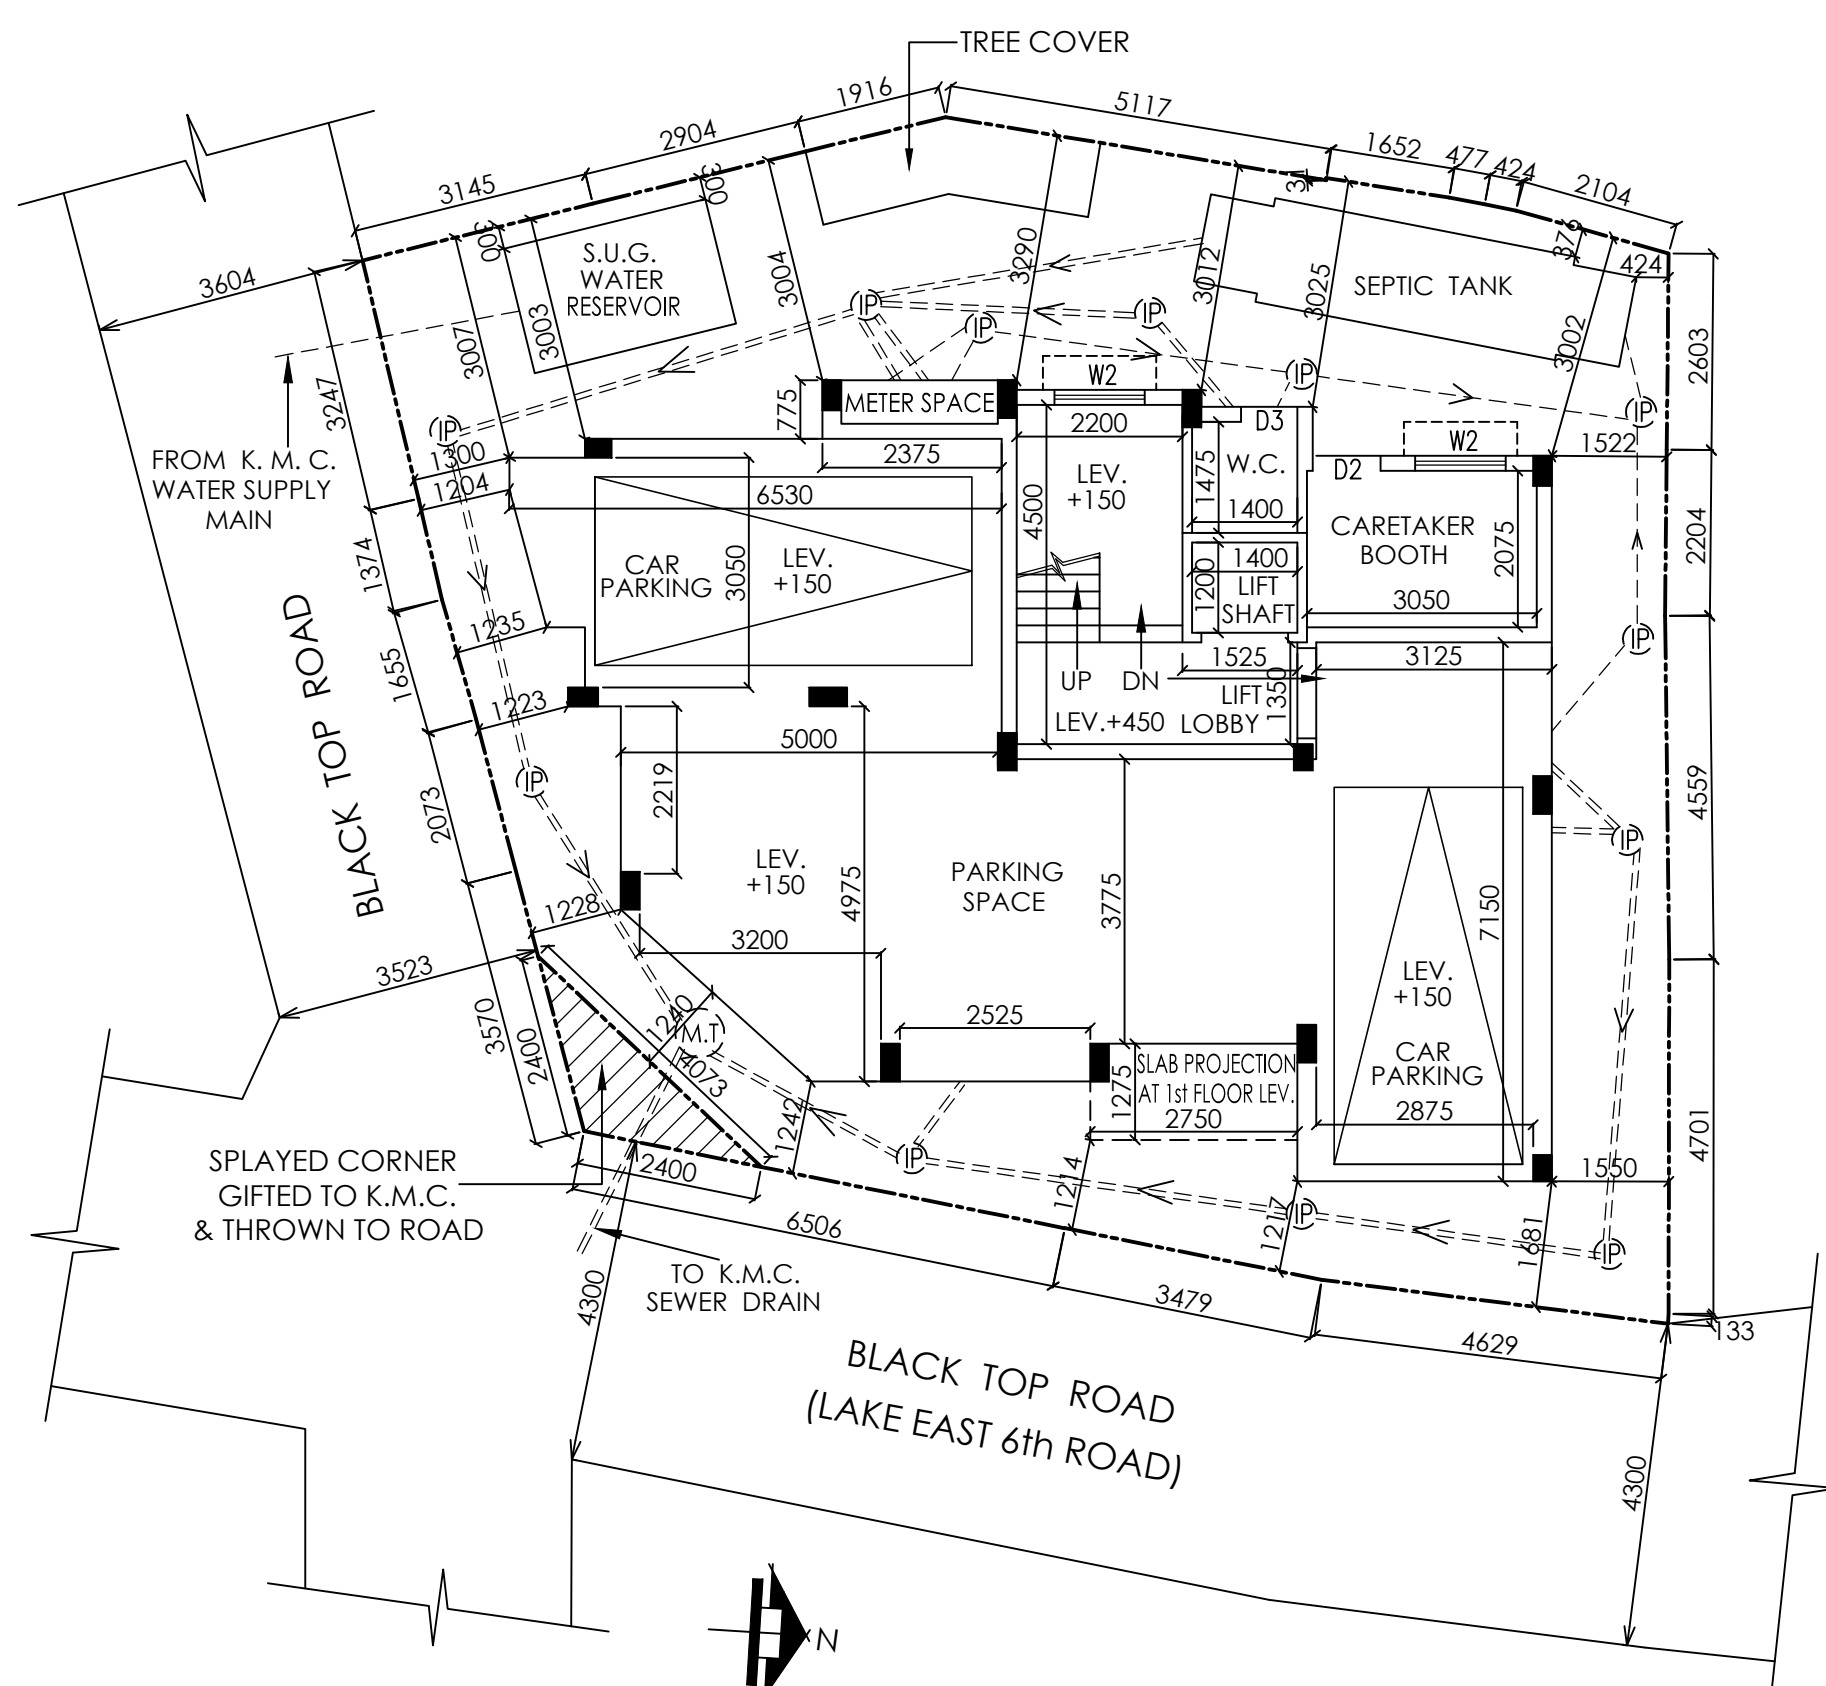 TREE COVER
1916
5117
2904
1652
477
424
3145
2104
300
37
300
3290
376
S.U.G.
WATER
RESERVOIR
3604
3004
3012
3025
SEPTIC TANK
424
IP
IP
IP
3003
3007
3002
2603
3247
IP
W2
775
METER SPACE
IP
IP
D3
W2
2200
FROM K. M. C.
WATER SUPPLY
MAIN
1300
2375
LEV.
+150
1475
W.C.
D2
1522
1204
6530
4500
1400
CARETAKER
BOOTH
2075
2204
1374
CAR
PARKING
3050
LEV.
+150
1400
1200
LIFT
SHAFT
3050
BLACK TOP ROAD
1235
IP
1655
1525
3125
UP
DN
LIFT
LOBBY
1350
1223
LEV.+450
5000
IP
2219
4559
2073
IP
LEV.
+150
4975
PARKING
SPACE
3775
7150
1228
3200
3523
LEV.
+150
2525
1240
M.T
3570
2400
4073
SLAB PROJECTION
AT 1st FLOOR LEV.
1275
CAR
PARKING
2750
2875
1242
4701
SPLAYED CORNER
GIFTED TO K.M.C.
& THROWN TO ROAD
2400
IP
1550
1214
1217
IP
6506
1681
IP
TO K.M.C.
SEWER DRAIN
4300
3479
133
4629
BLACK TOP ROAD
(LAKE EAST 6th ROAD)
4300
N